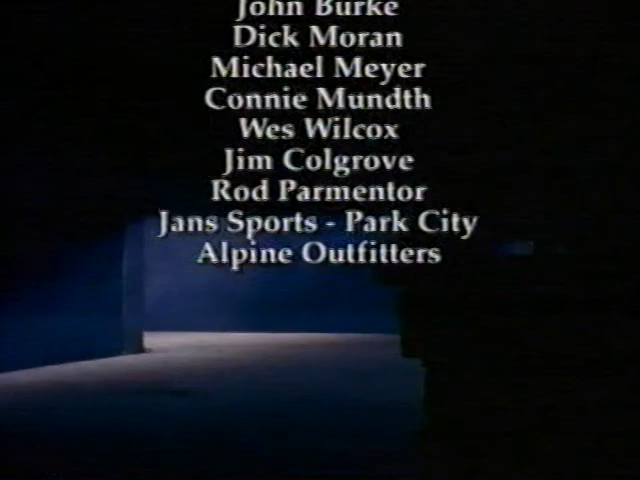 John Burke
Dick Moran
Michael Meyer
Connie Mundth
Wes Wilcox
Jim Colgrove
Rod Parmentor
Jans Sports - Park City
Alpine Outfitters